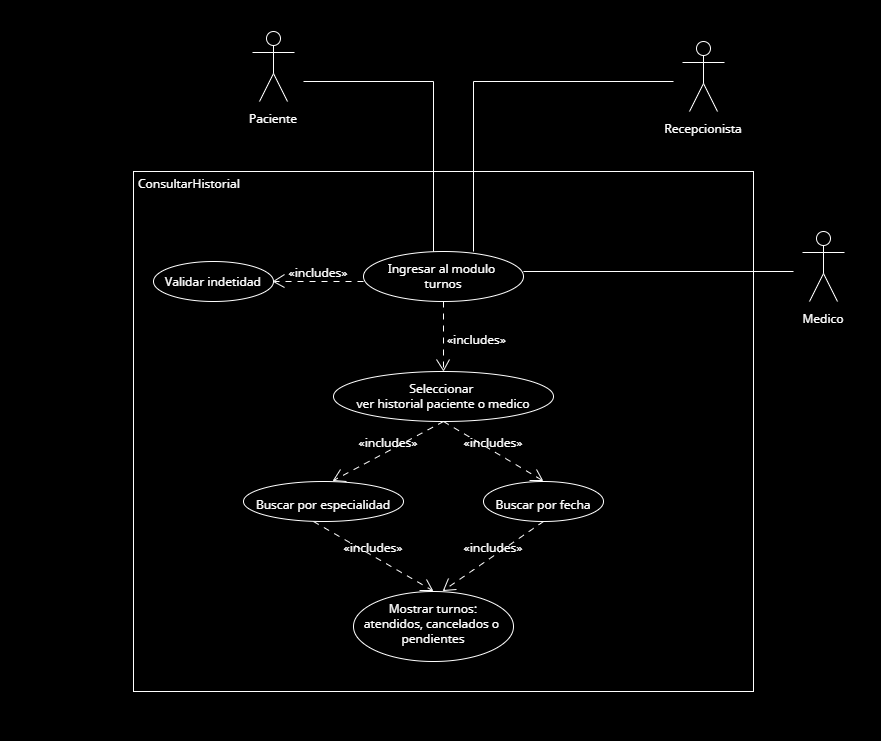 Paciente
Recepcionista
ConsultarHistorial
Medico
Ingresar al modulo
turnos
«includes»
Validar indetidad
«includes»
Seleccionar
ver historial paciente o medico
«includes»
«includes»
Buscar por especialidad
Buscar por fecha
«includes»
«includes»
Mostrar turnos:
atendidos, cancelados o
pendientes